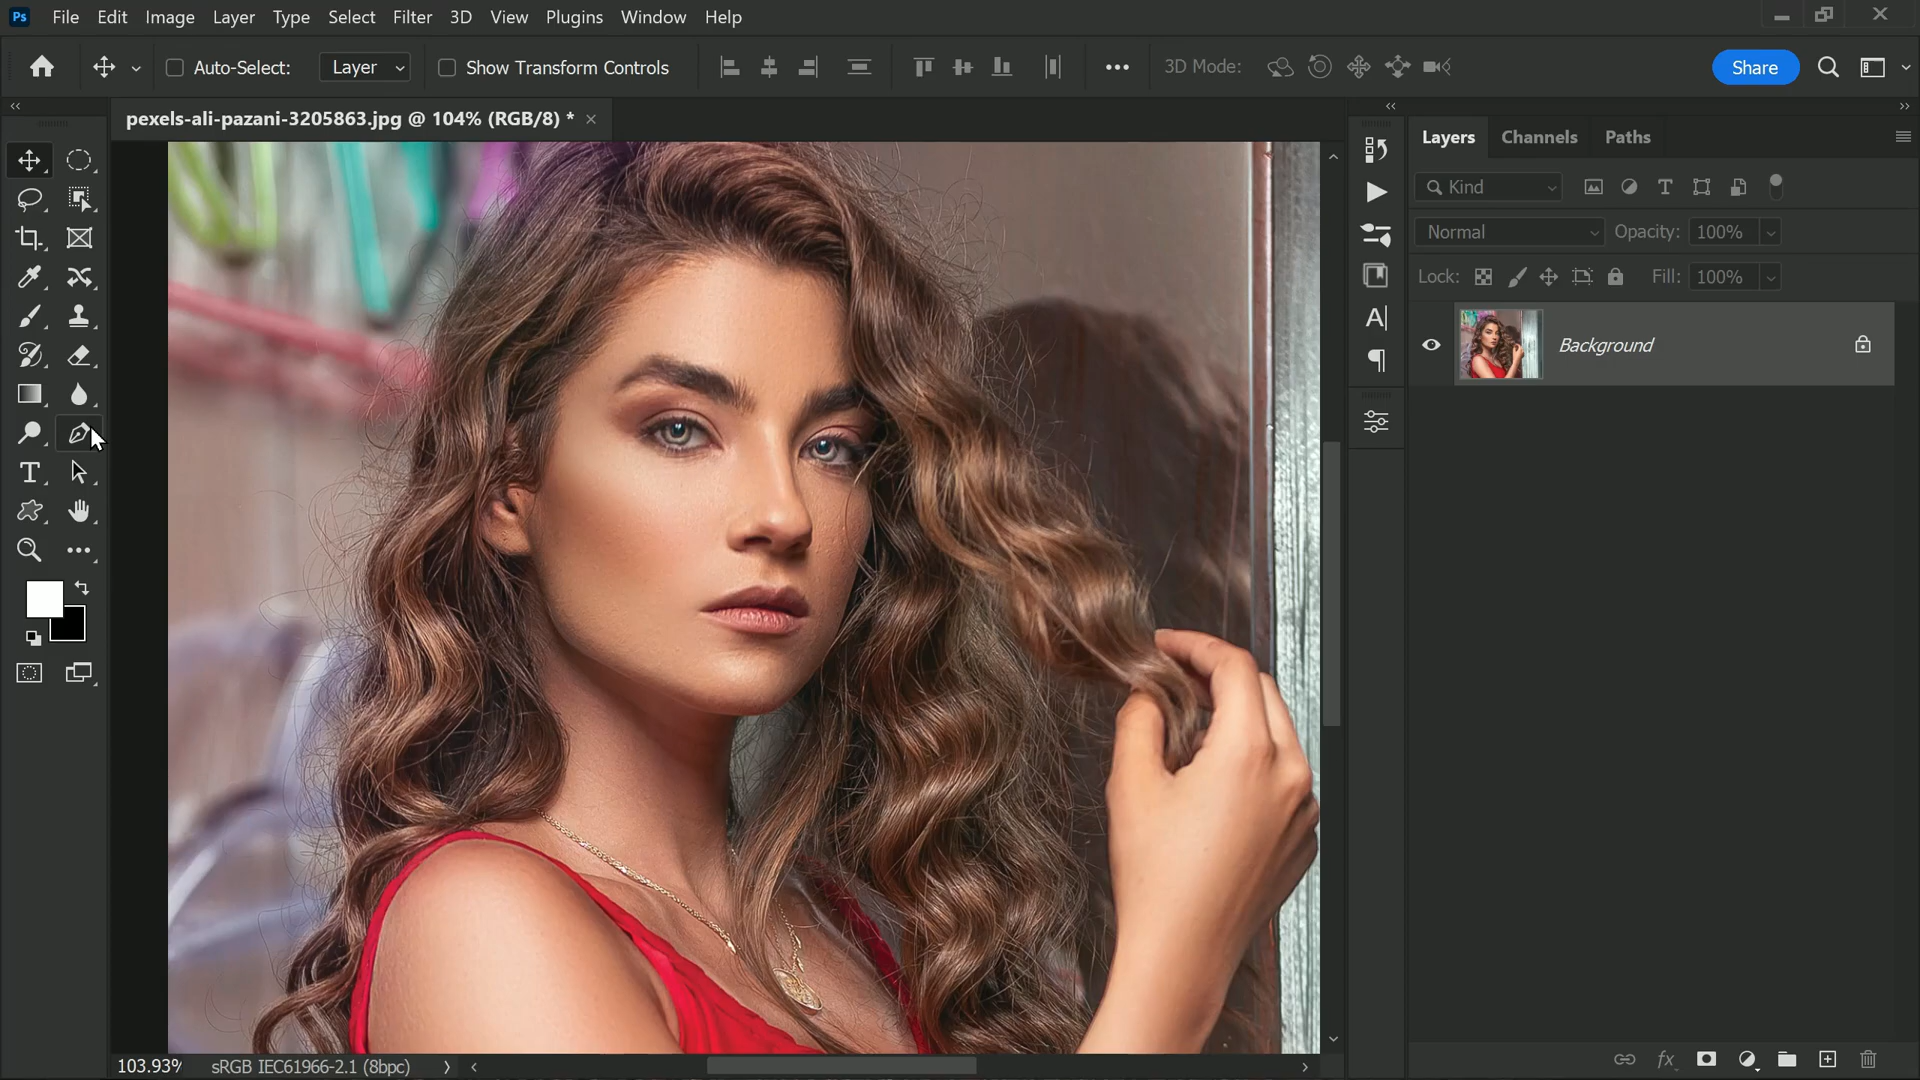 Ps File Edit Image Layer Type Select Filter 3D View Plugins Window Help
Auto-Select: Layer Show Transform Controls 3D Mode: Share
pexels-ali-pazani-3205863.jpg @ 104% (RGB/8) *
Layers Channels Paths
Kind
Normal Opacity: 100%
Lock: Fill: 100%
Background
103.93% sRGB IEC61966-2.1 (8bpc)